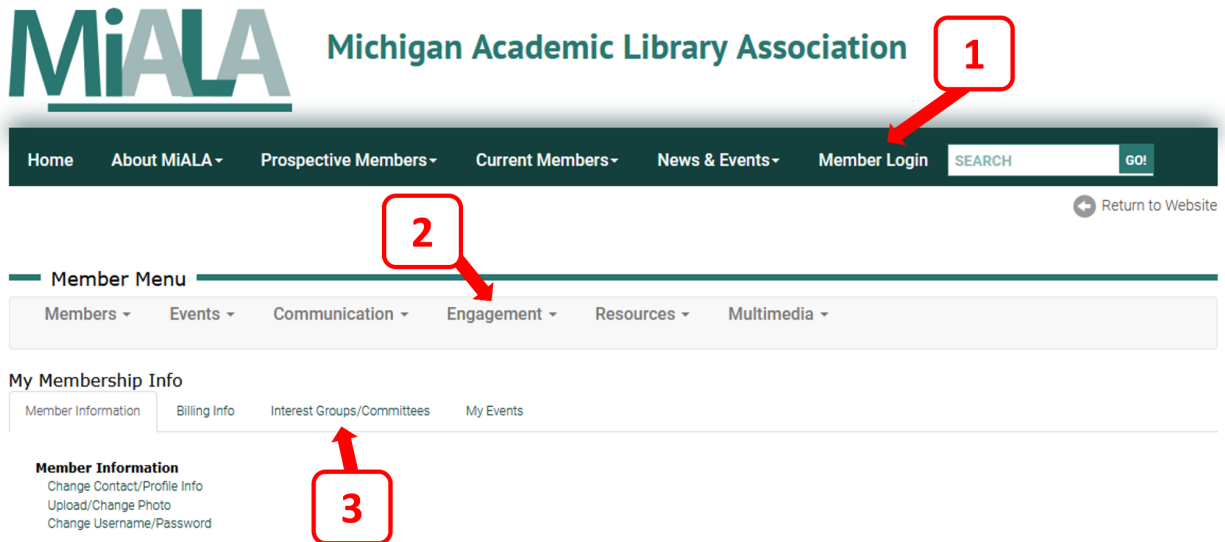 MiALA Michigan Academic Library Association
1
Home About MiALA Prospective Members Current Members News & Events Member Login SEARCH GO!
Return to Website
2
Member Menu
Members Events Communication Engagement Resources Multimedia
My Membership Info
Member Information Billing Info Interest Groups/Committees My Events
Member Information
Change Contact/Profile Info
Upload/Change Photo
Change Username/Password
3